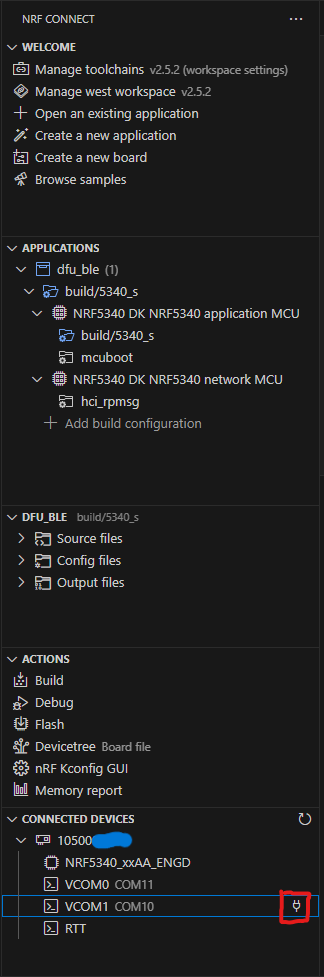 NRF CONNECT
WELCOME
Manage toolchains v2.5.2 (workspace settings)
Manage west workspace v2.5.2
Open an existing application
Create a new application
Create a new board
Browse samples
APPLICATIONS
dfu_ble (1)
build/5340_s
NRF5340 DK NRF5340 application MCU
build/5340_s
mcuboot
NRF5340 DK NRF5340 network MCU
hci_rpmsg
Add build configuration
DFU_BLE build/5340_s
Source files
Config files
Output files
ACTIONS
Build
Debug
Flash
Devicetree Board file
nRF Kconfig GUI
Memory report
CONNECTED DEVICES
10500
NRF5340_xxAA_ENGD
VCOM0 COM11
VCOM1 COM10
RTT